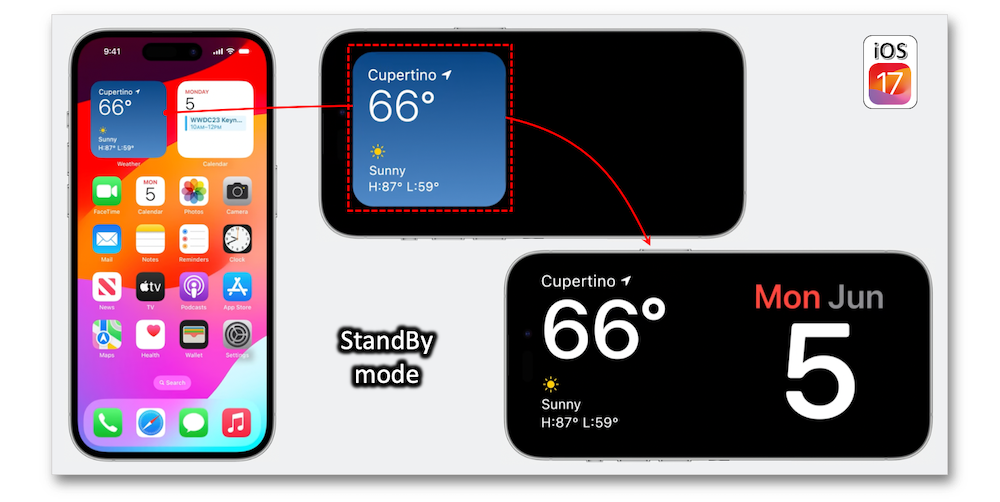 9:41
Cupertino
66°
Sunny
H:87° L:59°
Weather
MONDAY
5
WWDC23 Keyn...
10AM–12PM
Calendar
MON
5
FaceTime
Calendar
Photos
Camera
Mail
Notes
Reminders
Clock
tv
News
TV
Podcasts
App Store
Maps
Health
Wallet
Settings
Search
Cupertino
66°
Sunny
H:87° L:59°
iOS
17
StandBy
mode
Cupertino
66°
Sunny
H:87° L:59°
Mon Jun
5